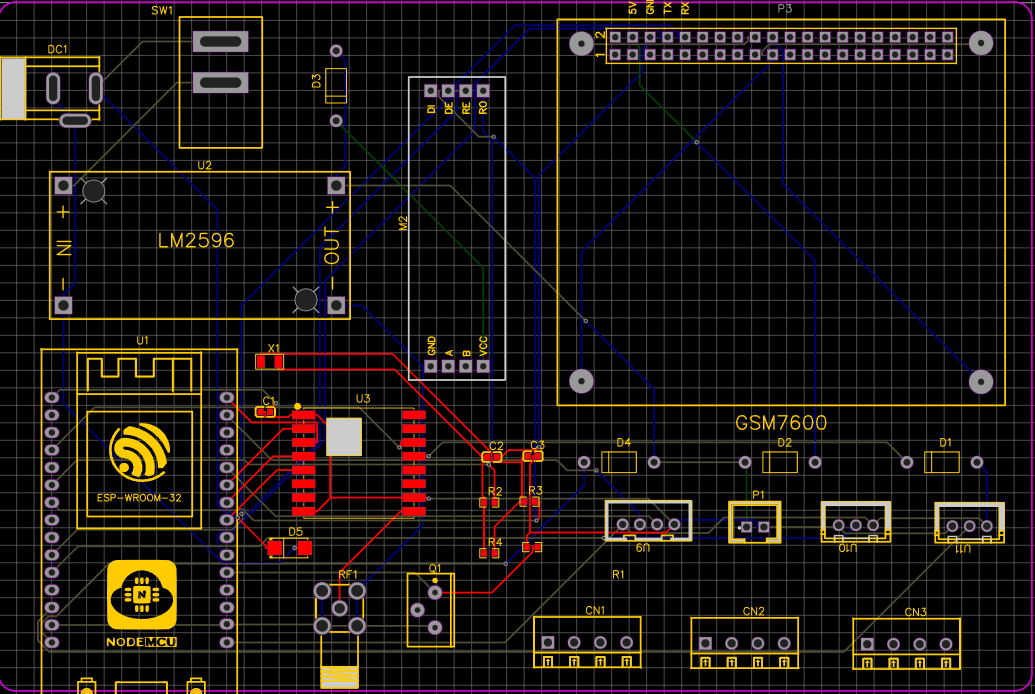 SW1
5V
GND
TX
RX
P3
DC1
D3
2
1
DI
DE
RE
RO
U2
+
+
IN
LM2596
OUT
-
-
M2
GND
A
B
VCC
U1
X1
C1
U3
GSM7600
C2
C3
D4
D2
D1
ESP-WROOM-32
R2
R3
P1
D5
R4
U9
U10
U11
N
RF1
Q1
R1
NODEMCU
CN1
CN2
CN3